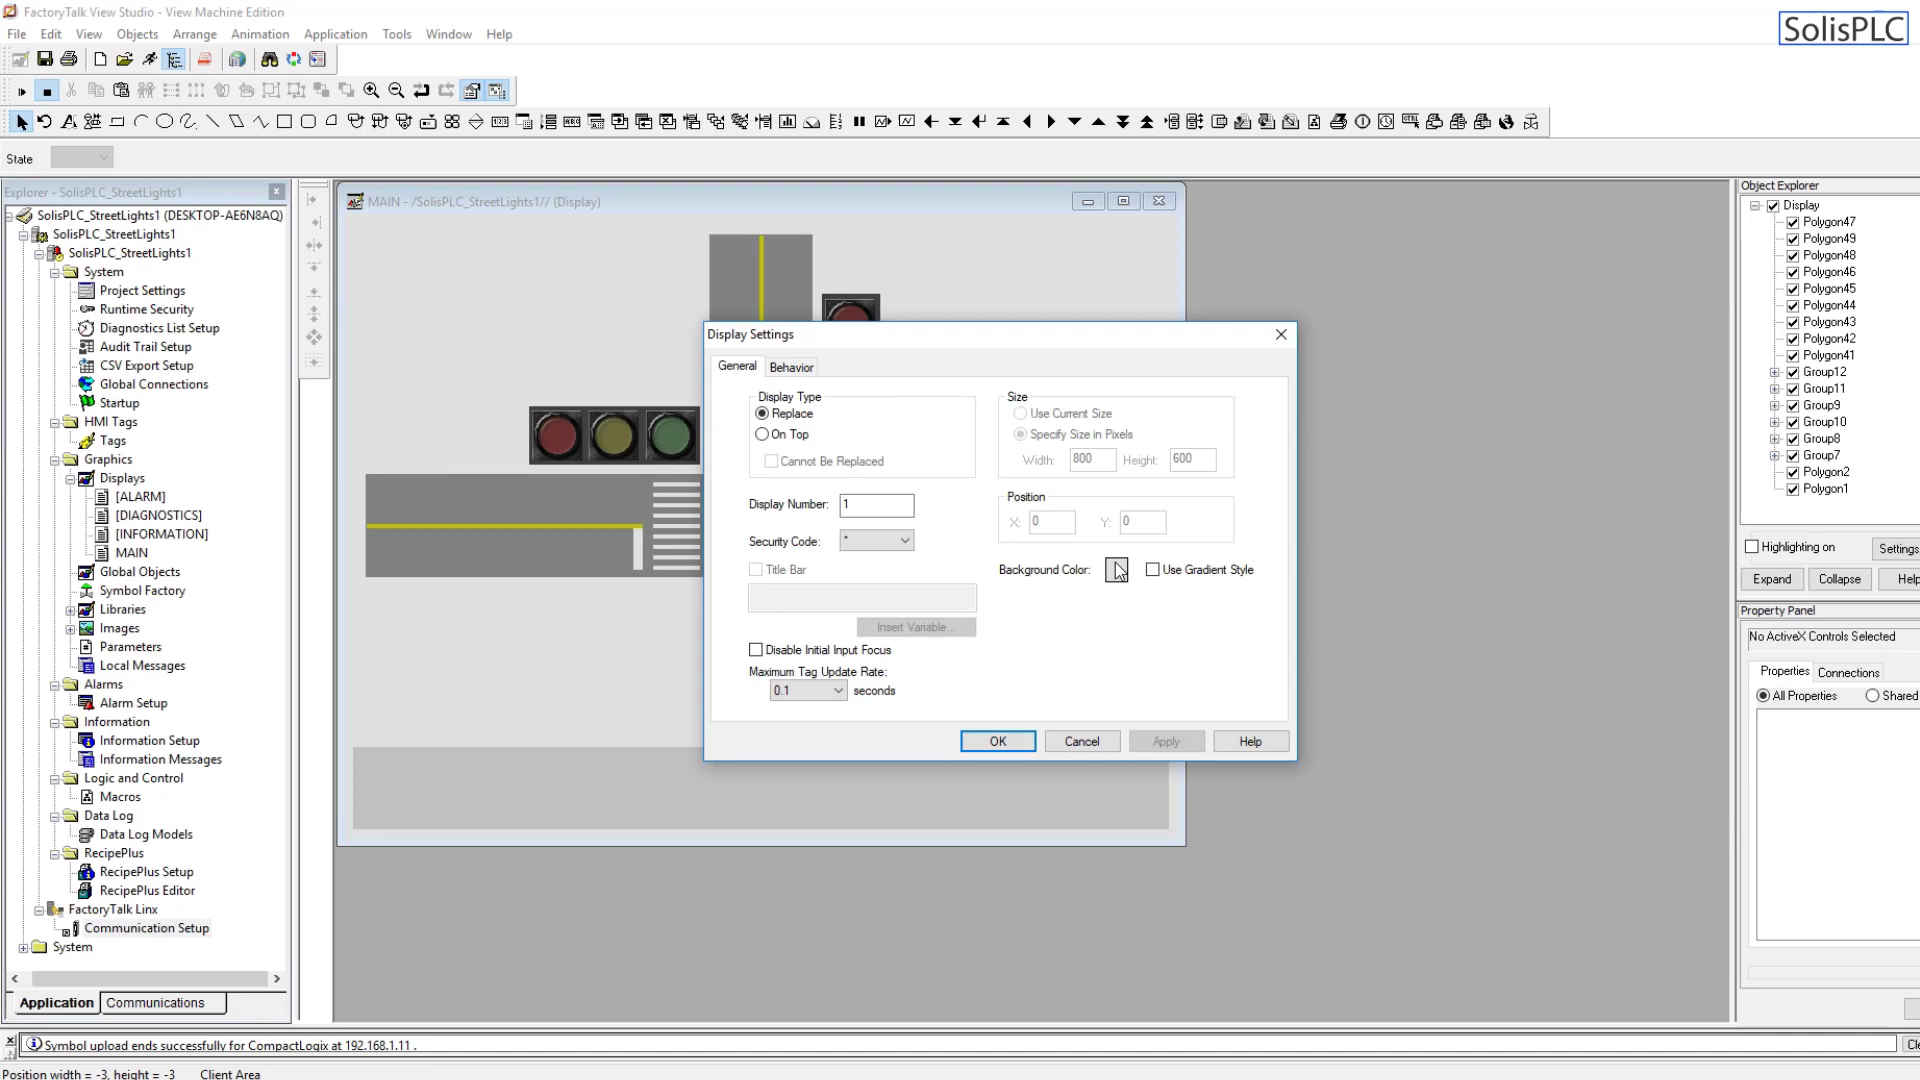 FactoryTalk View Studio - View Machine Edition
File Edit View Objects Arrange Animation Application Tools Window Help
SolisPLC
State
Explorer - SolisPLC_StreetLights1
SolisPLC_StreetLights1 (DESKTOP-AE6N8AQ)
SolisPLC_StreetLights1
SolisPLC_StreetLights1
System
Project Settings
Runtime Security
Diagnostics List Setup
Audit Trail Setup
CSV Export Setup
Global Connections
Startup
HMI Tags
Tags
Graphics
Displays
[ALARM]
[DIAGNOSTICS]
[INFORMATION]
MAIN
Global Objects
Symbol Factory
Libraries
Images
Parameters
Local Messages
Alarms
Alarm Setup
Information
Information Setup
Information Messages
Logic and Control
Macros
Data Log
Data Log Models
RecipePlus
RecipePlus Setup
RecipePlus Editor
FactoryTalk Linx
Communication Setup
System
Application Communications
MAIN - /SolisPLC_StreetLights1// (Display)
Display Settings
General Behavior
Display Type
Replace
On Top
Cannot Be Replaced
Size
Use Current Size
Specify Size in Pixels
Width: 800 Height: 600
Display Number: 1
Position
X: 0 Y: 0
Security Code: *
Title Bar
Background Color: Use Gradient Style
Insert Variable...
Disable Initial Input Focus
Maximum Tag Update Rate:
0.1 seconds
OK Cancel Apply Help
Object Explorer
Display
Polygon47
Polygon49
Polygon48
Polygon46
Polygon45
Polygon44
Polygon43
Polygon42
Polygon41
Group12
Group11
Group9
Group10
Group8
Group7
Polygon2
Polygon1
Highlighting on Settings
Expand Collapse Help
Property Panel
No ActiveX Controls Selected
Properties Connections
All Properties Shared
Symbol upload ends successfully for CompactLogix at 192.168.1.11 .
Cle
Position width = -3, height = -3 Client Area